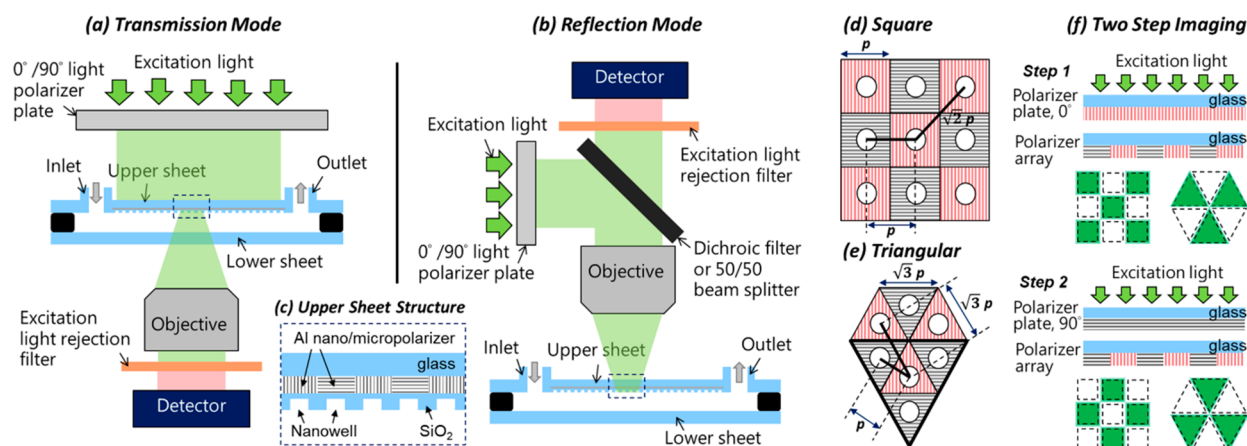 (a) Transmission Mode
0°/90° light
polarizer
plate
Excitation light
Inlet
Upper sheet
Outlet
Lower sheet
Objective
Excitation
light rejection
filter
Detector
(b) Reflection Mode
Detector
Excitation
light
Excitation light
rejection filter
0°/90° light
polarizer plate
Dichroic filter
or 50/50
beam splitter
Objective
Inlet
Upper sheet
Outlet
Lower sheet
(c) Upper Sheet Structure
Al nano/micropolarizer
glass
Nanowell
SiO2
(d) Square
p
√2 p
p
(e) Triangular
√3 p
√3 p
p
(f) Two Step Imaging
Step 1
Excitation light
glass
Polarizer
plate, 0°
Polarizer
array
glass
Step 2
Excitation light
glass
Polarizer
plate, 90°
Polarizer
array
glass